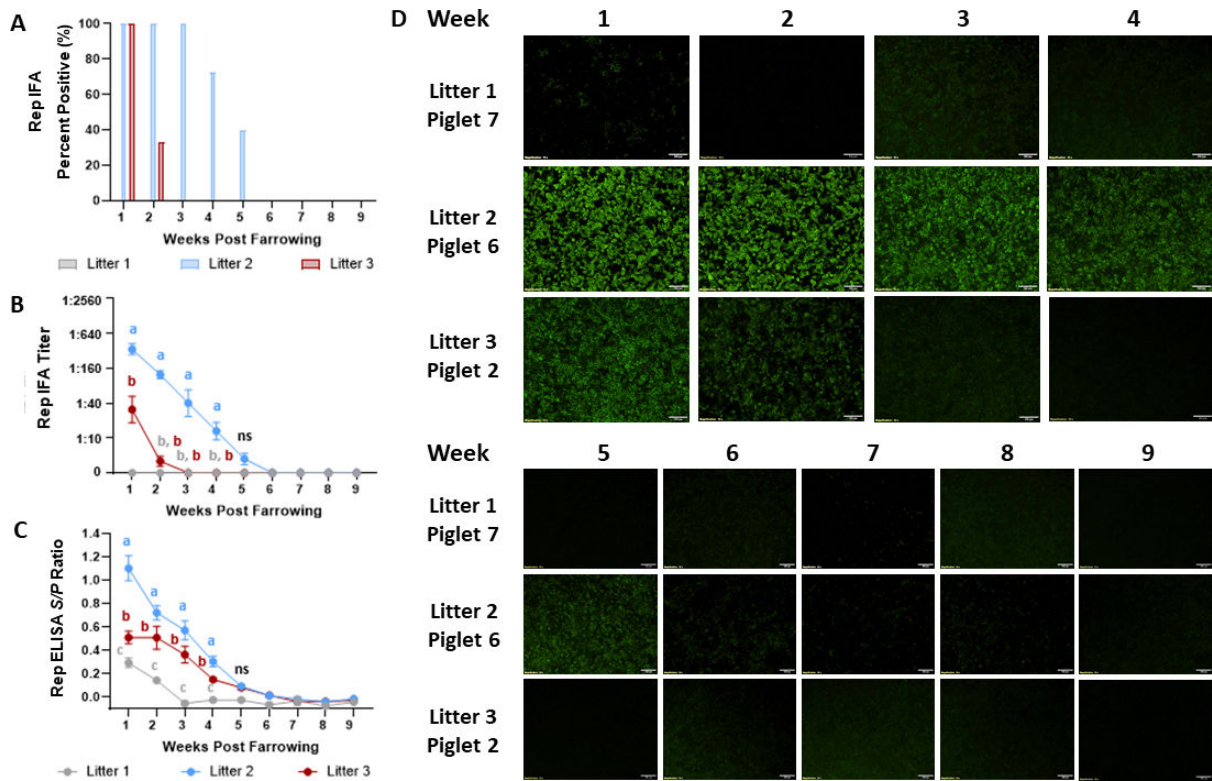 A
Rep IFA
Percent Positive (%)
100
80
60
40
20
0
1 2 3 4 5 6 7 8 9
Weeks Post Farrowing
Litter 1 Litter 2 Litter 3
B
Rep IFA Titer
1:2560
1:640
1:160
1:40
1:10
0
a
a
a
a
b
b, b
b, b
b, b
ns
1 2 3 4 5 6 7 8 9
Weeks Post Farrowing
C
Rep ELISA S/P Ratio
1.4
1.2
1.0
0.8
0.6
0.4
0.2
0.0
a
a
a
a
b
b
b
b
c
c
c
c
ns
1 2 3 4 5 6 7 8 9
Weeks Post Farrowing
Litter 1 Litter 2 Litter 3
D Week 1 2 3 4
Litter 1
Piglet 7
Litter 2
Piglet 6
Litter 3
Piglet 2
Week 5 6 7 8 9
Litter 1
Piglet 7
Litter 2
Piglet 6
Litter 3
Piglet 2